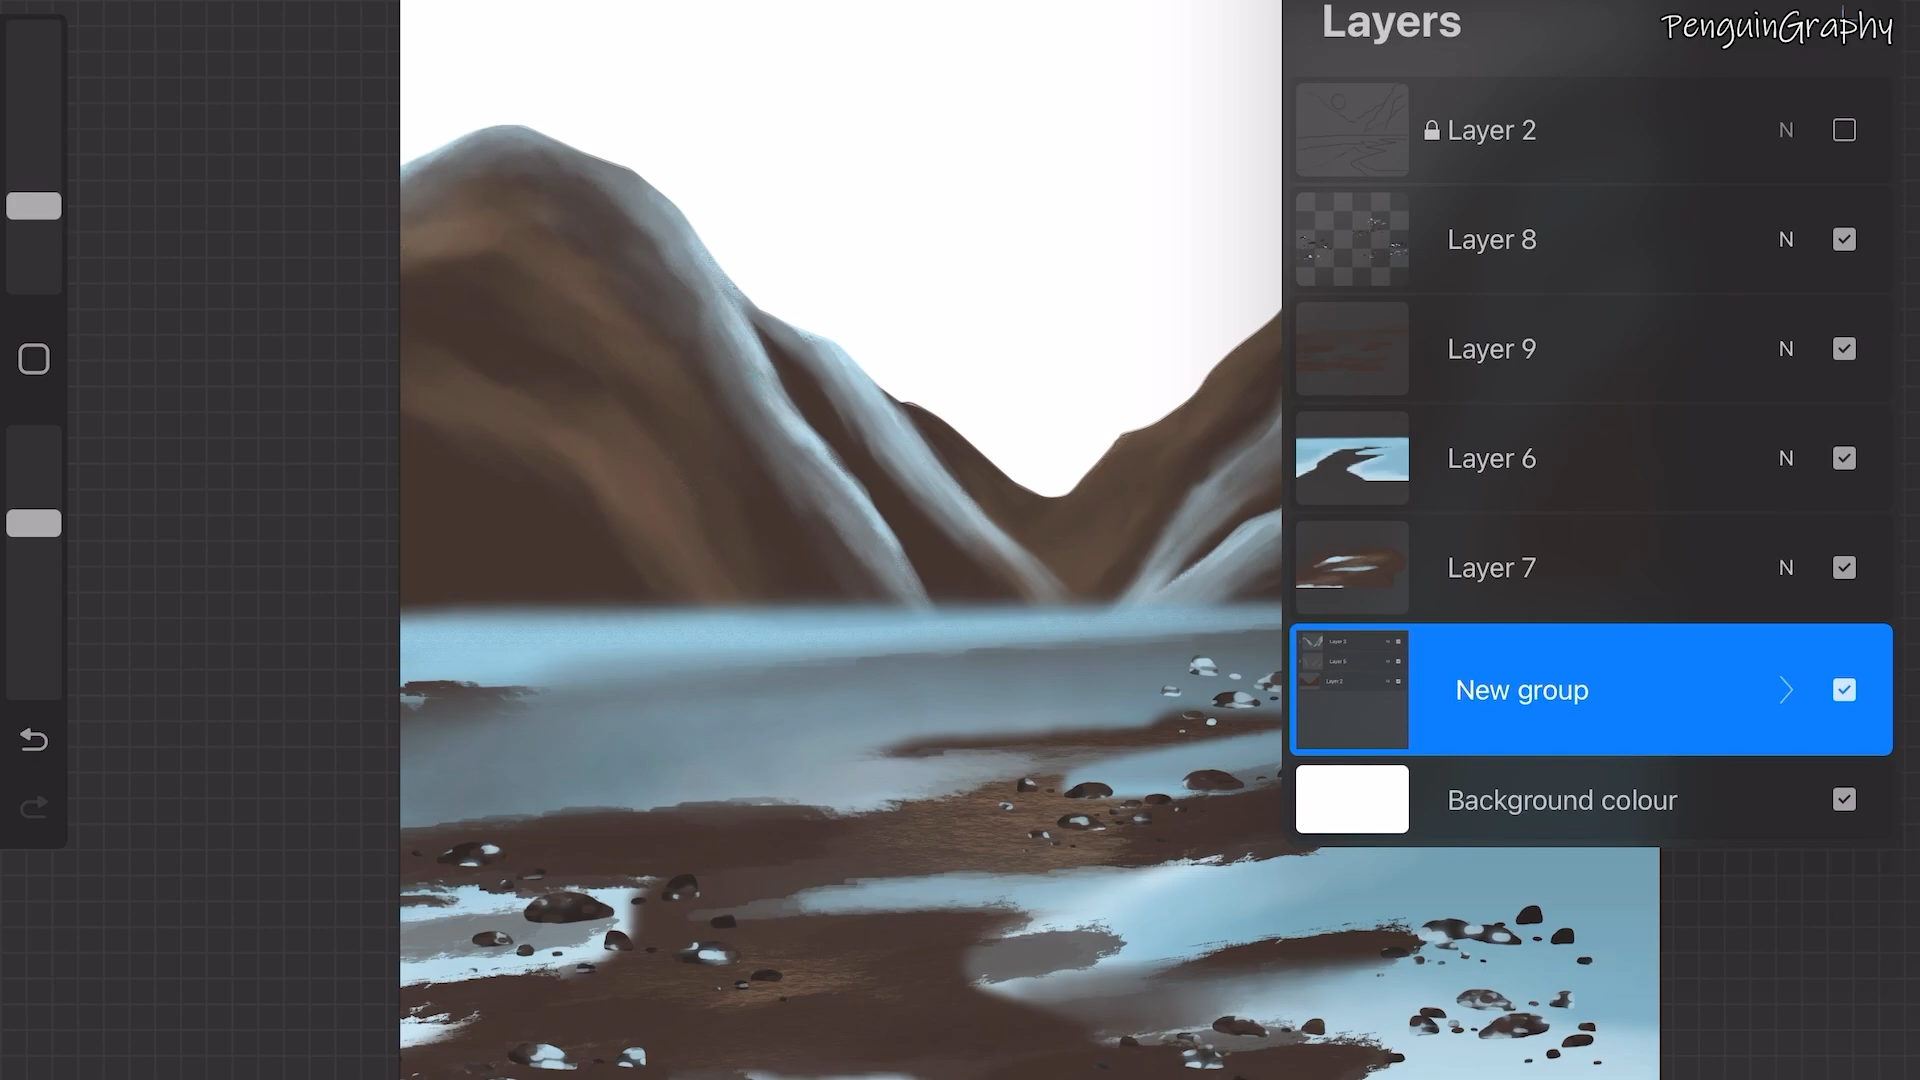 Layers
PenguinGraphy
Layer 2 N
Layer 8 N
Layer 9 N
Layer 6 N
Layer 7 N
New group
Background colour